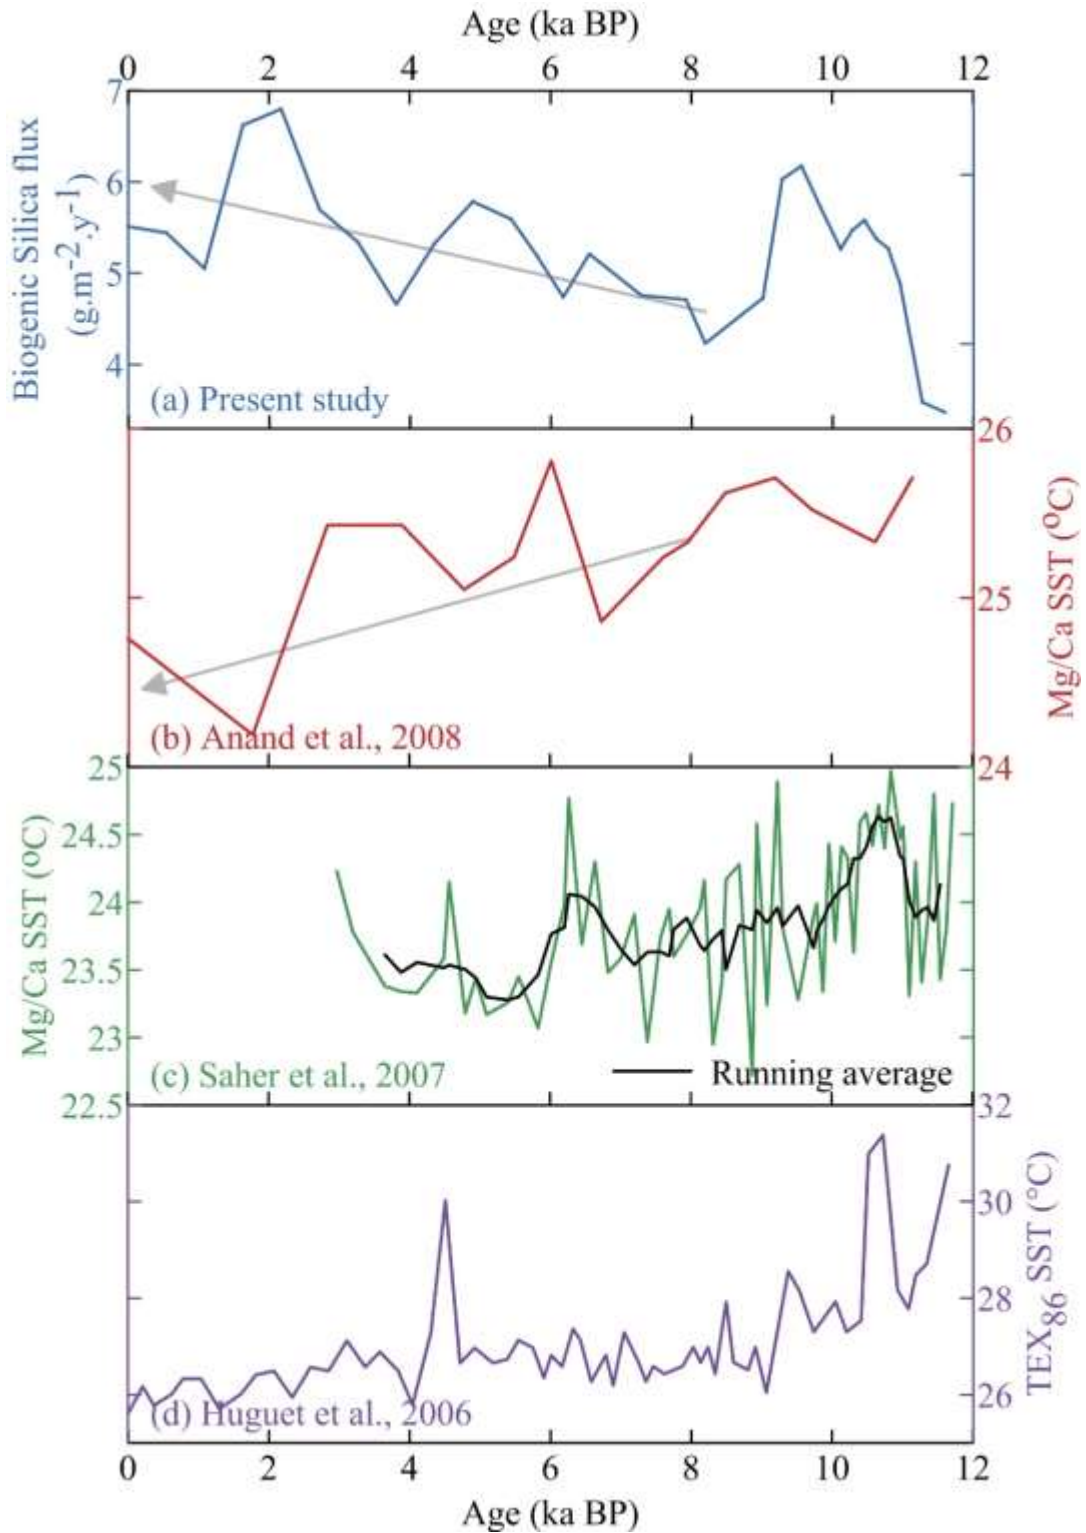 Age (ka BP)
0 2 4 6 8 10 12
Biogenic Silica flux
(g.m-2.y-1)
7
6
5
4
(a) Present study
26
25
24
Mg/Ca SST (oC)
(b) Anand et al., 2008
25
24.5
24
23.5
23
22.5
Mg/Ca SST (oC)
(c) Saher et al., 2007
Running average
32
30
28
26
TEX86 SST (°C)
(d) Huguet et al., 2006
0 2 4 6 8 10 12
Age (ka BP)